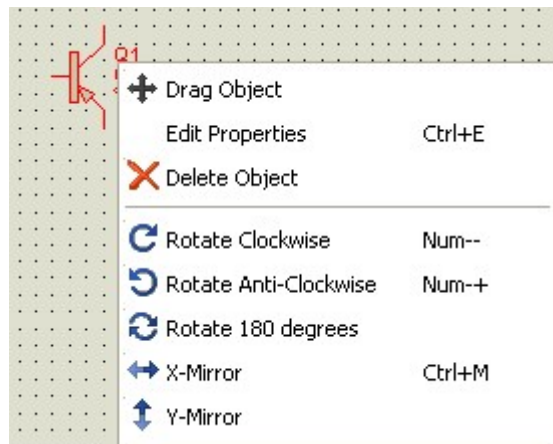 Q1
Drag Object
Edit Properties Ctrl+E
Delete Object
Rotate Clockwise Num--
Rotate Anti-Clockwise Num-+
Rotate 180 degrees
X-Mirror Ctrl+M
Y-Mirror